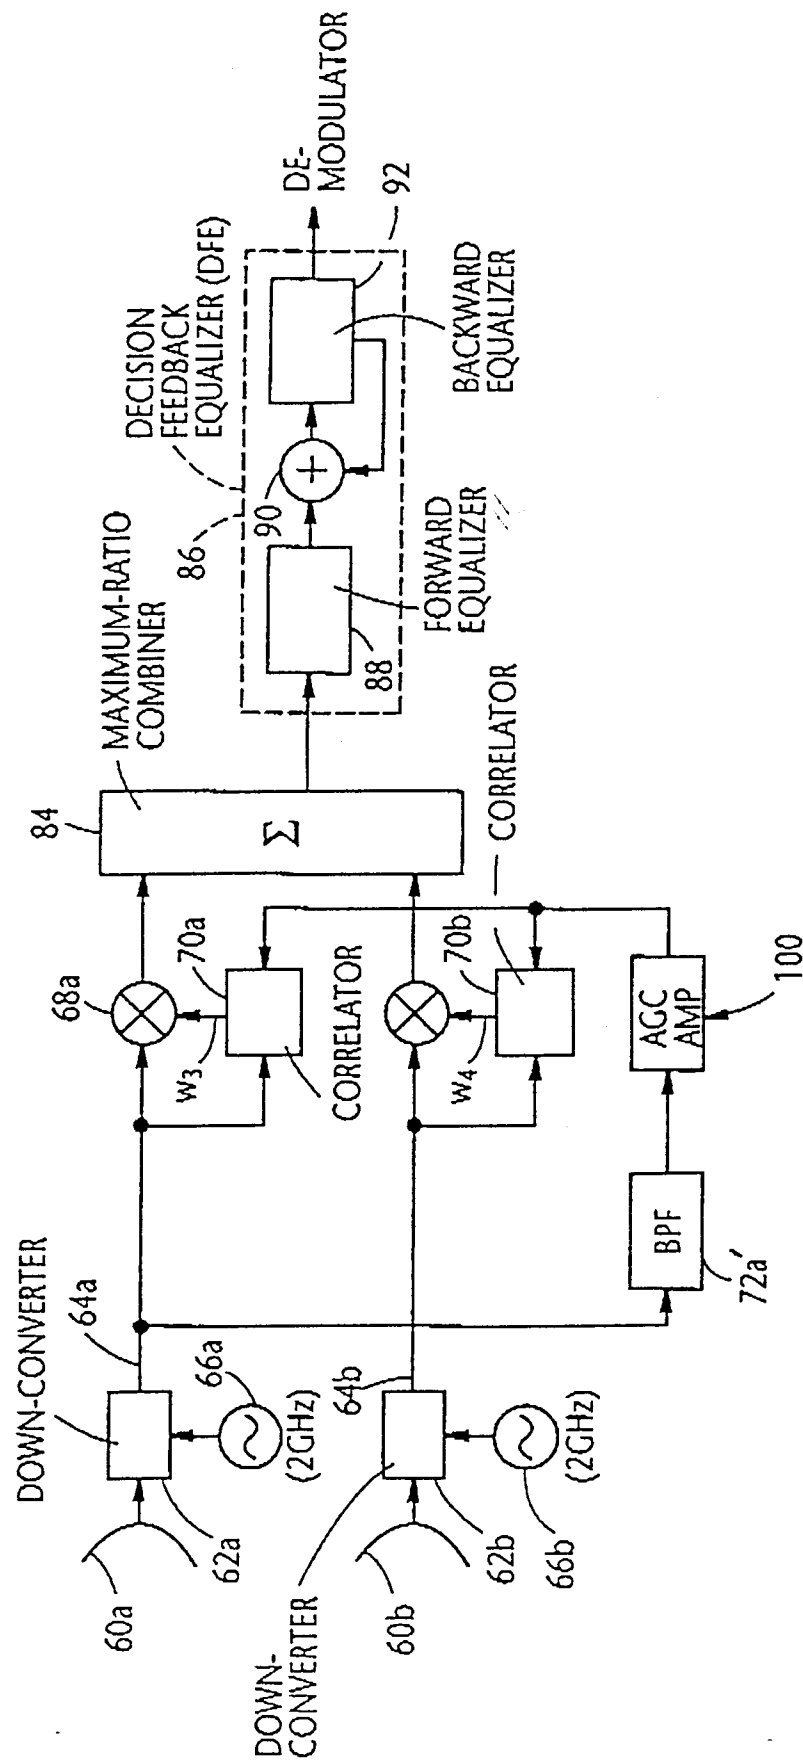 DOWN-CONVERTER
64a
60a
62a
66a
(2GHz)
DOWN-
CONVERTER
64b
60b
62b
66b
(2GHz)
68a
W3
70a
CORRELATOR
W4
70b
CORRELATOR
BPF
72a'
AGC
AMP
100
84
MAXIMUM-RATIO
COMBINER
Σ
86
DECISION
FEEDBACK
EQUALIZER (DFE)
88
FORWARD
EQUALIZER
90
+
BACKWARD
EQUALIZER
92
DE-
MODULATOR